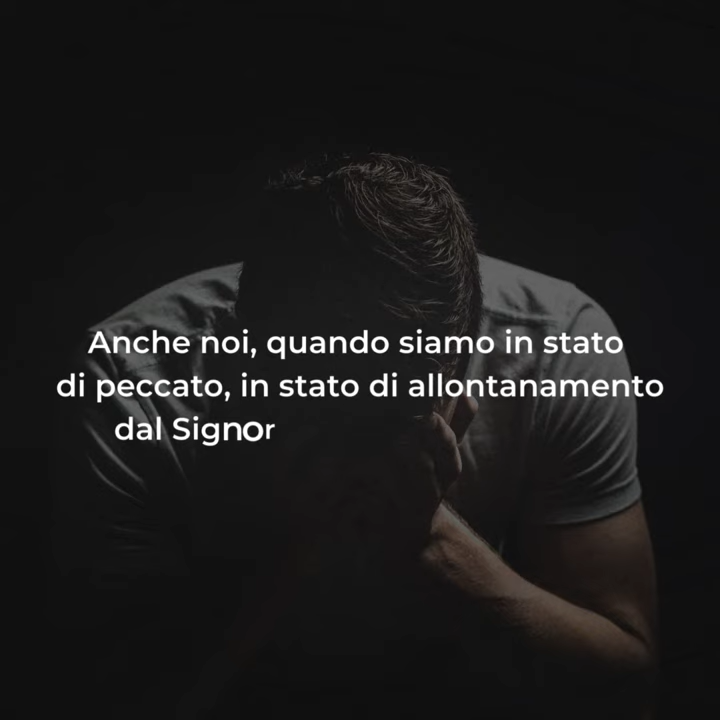 Anche noi, quando siamo in stato
di peccato, in stato di allontanamento
dal Signor